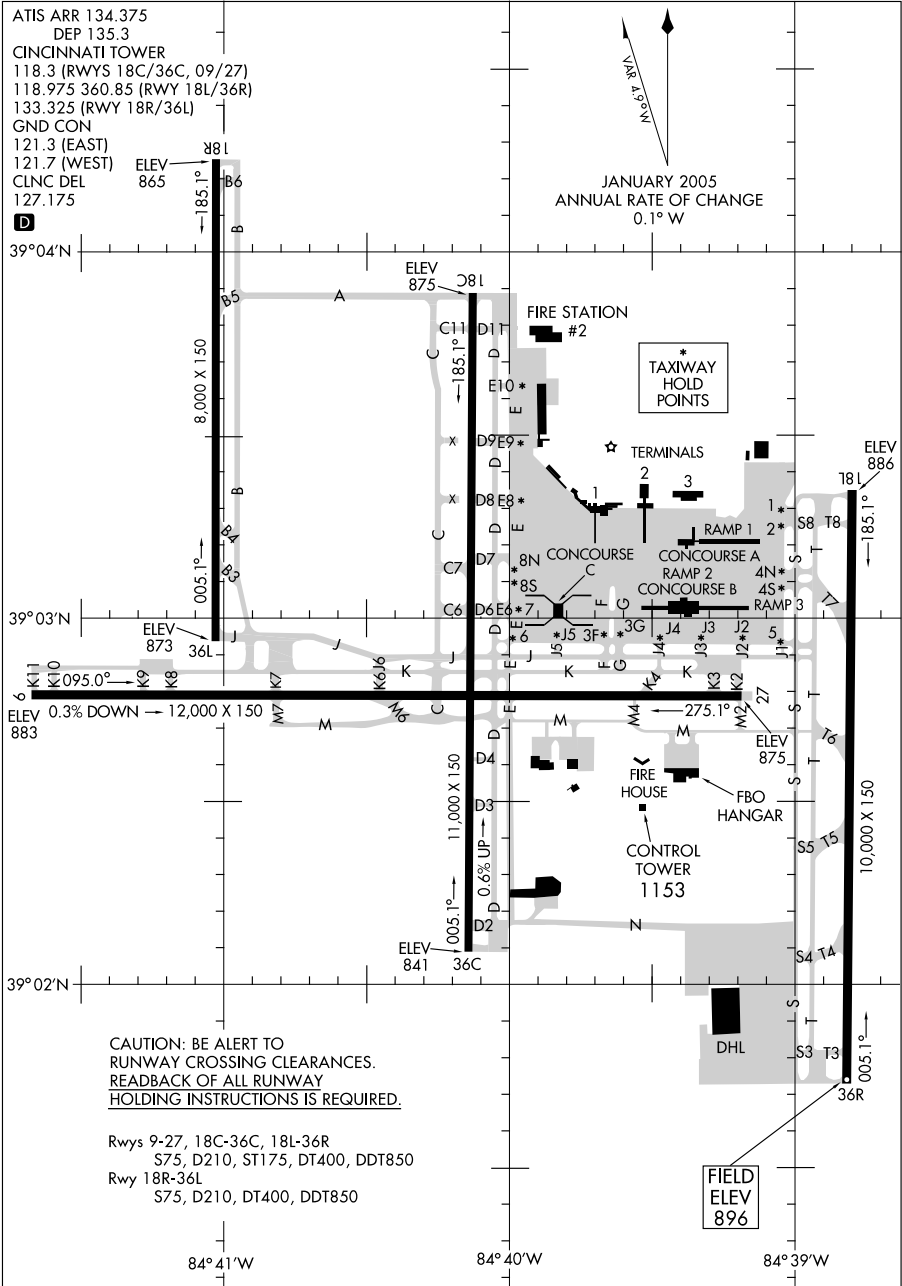 ATIS ARR 134.375
DEP 135.3
CINCINNATI TOWER
118.3 (RWYS 18C/36C, 09/27)
118.975 360.85 (RWY 18L/36R)
133.325 (RWY 18R/36L)
GND CON
121.3 (EAST)
121.7 (WEST)
CLNC DEL
127.175
D
VAR 4.9° W
JANUARY 2005
ANNUAL RATE OF CHANGE
0.1° W
18R
ELEV
865
B6
185.1°
B
39° 04'N
ELEV
875
18C
B5
A
FIRE STATION
#2
C11
D11
C
D
185.1°
*
TAXIWAY
HOLD
POINTS
8,000 X 150
E10 *
E
X
D9
E9 *
D
TERMINALS
1
2
3
ELEV
886
18L
B
X
D8
E8 *
1 *
2 *
S8
T8
185.1°
B4
C
D
E
RAMP 1
S
T
005.1°
B3
C7
D7
8N *
8S *
CONCOURSE
C
CONCOURSE A
RAMP 2
CONCOURSE B
4N *
4S *
T7
C6
D6
E6 * 7
F
G
RAMP 3
39° 03'N
ELEV
873
36L
J
J
J
D
E
* 6
* J5
J5
3F *
* 3G
J4
J4 *
J3
J3 *
J2
J2 *
5 *
J1
K1
K10
K9
K8
K7
K6
J6
K
E
K
F
G
K4
K
K3
K2
9
095.0°
27
ELEV
883
0.3% DOWN
12,000 X 150
M7
M
M6
C
D
M
M4
275.1°
M
M2
S
T
T6
ELEV
875
D4
11,000 X 150
FIRE
HOUSE
FBO
HANGAR
S
T
D3
0.6% UP
CONTROL
TOWER
1153
S5
T5
10,000 X 150
005.1°
D
D2
N
ELEV
841
36C
S4
T4
39° 02'N
DHL
S
T
S3
T3
005.1°
36R
CAUTION: BE ALERT TO
RUNWAY CROSSING CLEARANCES.
READBACK OF ALL RUNWAY
HOLDING INSTRUCTIONS IS REQUIRED.
Rwys 9-27, 18C-36C, 18L-36R
S75, D210, ST175, DT400, DDT850
Rwy 18R-36L
S75, D210, DT400, DDT850
FIELD
ELEV
896
84° 41'W
84° 40'W
84° 39'W